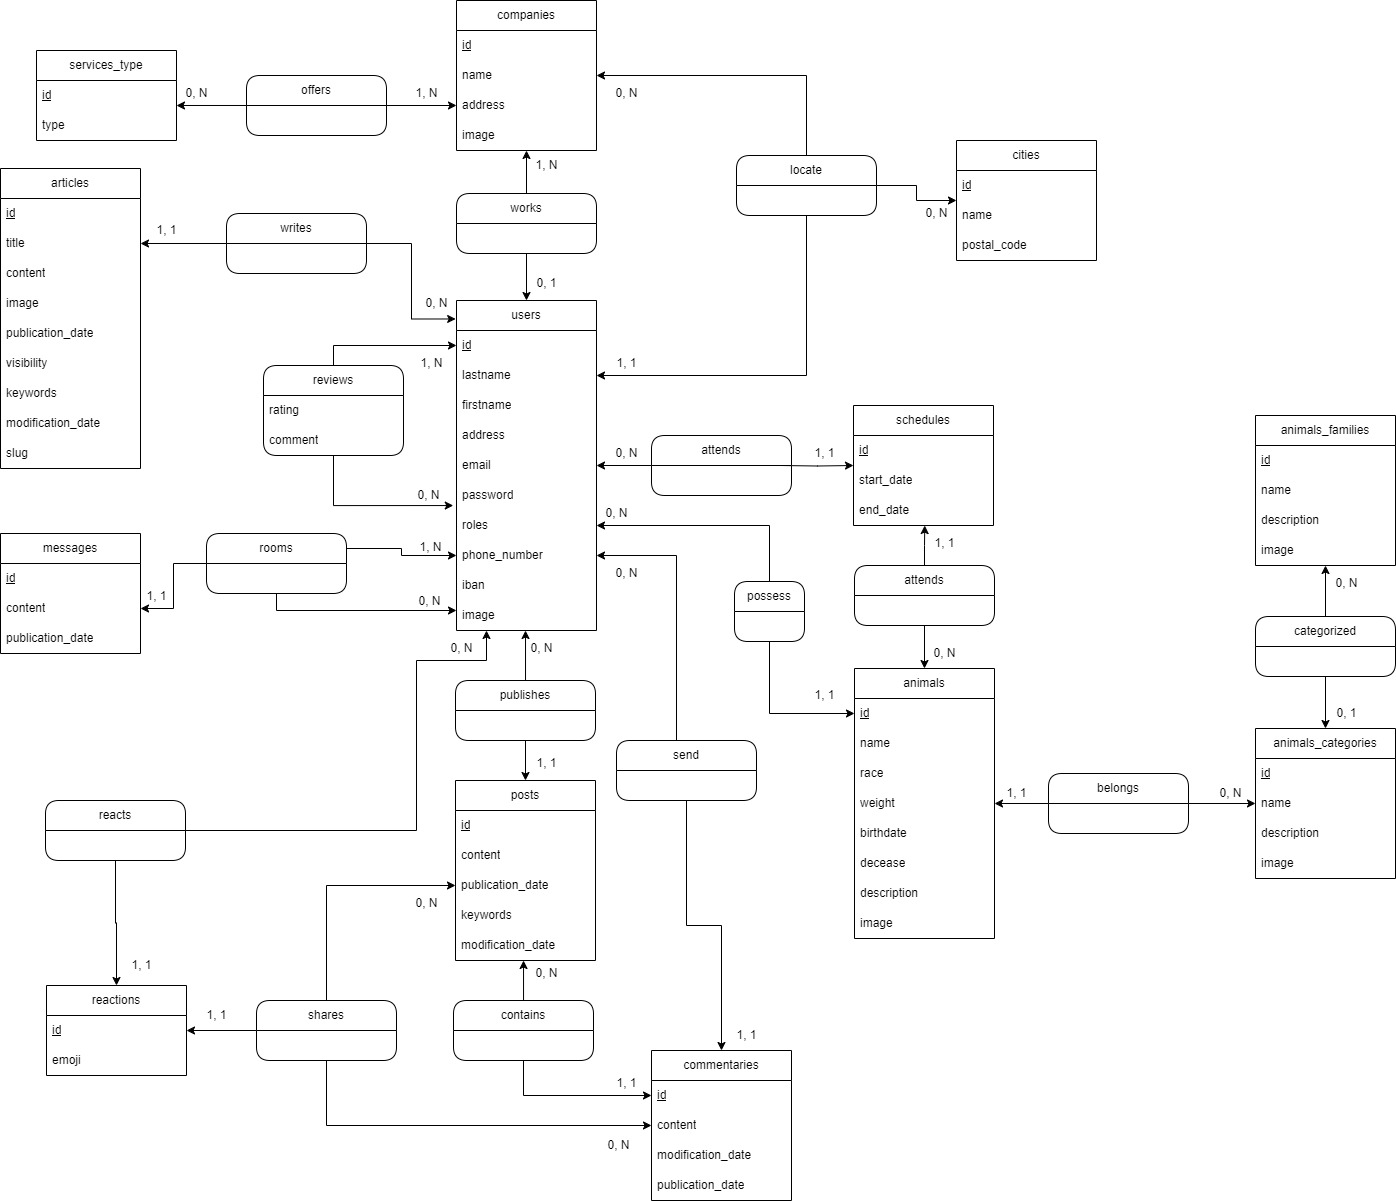 companies
id
name
address
image
services_type
id
type
0, N
offers
1, N
0, N
1, N
locate
cities
id
name
postal_code
0, N
articles
id
title
content
image
publication_date
visibility
keywords
modification_date
slug
1, 1
writes
0, N
works
0, 1
users
id
lastname
firstname
address
email
password
roles
phone_number
iban
image
1, N
reviews
rating
comment
0, N
1, 1
0, N
attends
1, 1
schedules
id
start_date
end_date
animals_families
id
name
description
image
messages
id
content
publication_date
1, 1
rooms
1, N
0, N
0, N
0, N
possess
1, 1
1, 1
attends
0, N
0, N
categorized
0, 1
0, N
0, N
publishes
1, 1
send
animals
id
name
race
weight
birthdate
decease
description
image
1, 1
belongs
0, N
animals_categories
id
name
description
image
reacts
1, 1
posts
id
content
publication_date
keywords
modification_date
0, N
0, N
reactions
id
emoji
1, 1
shares
contains
1, 1
1, 1
0, N
commentaries
id
content
modification_date
publication_date